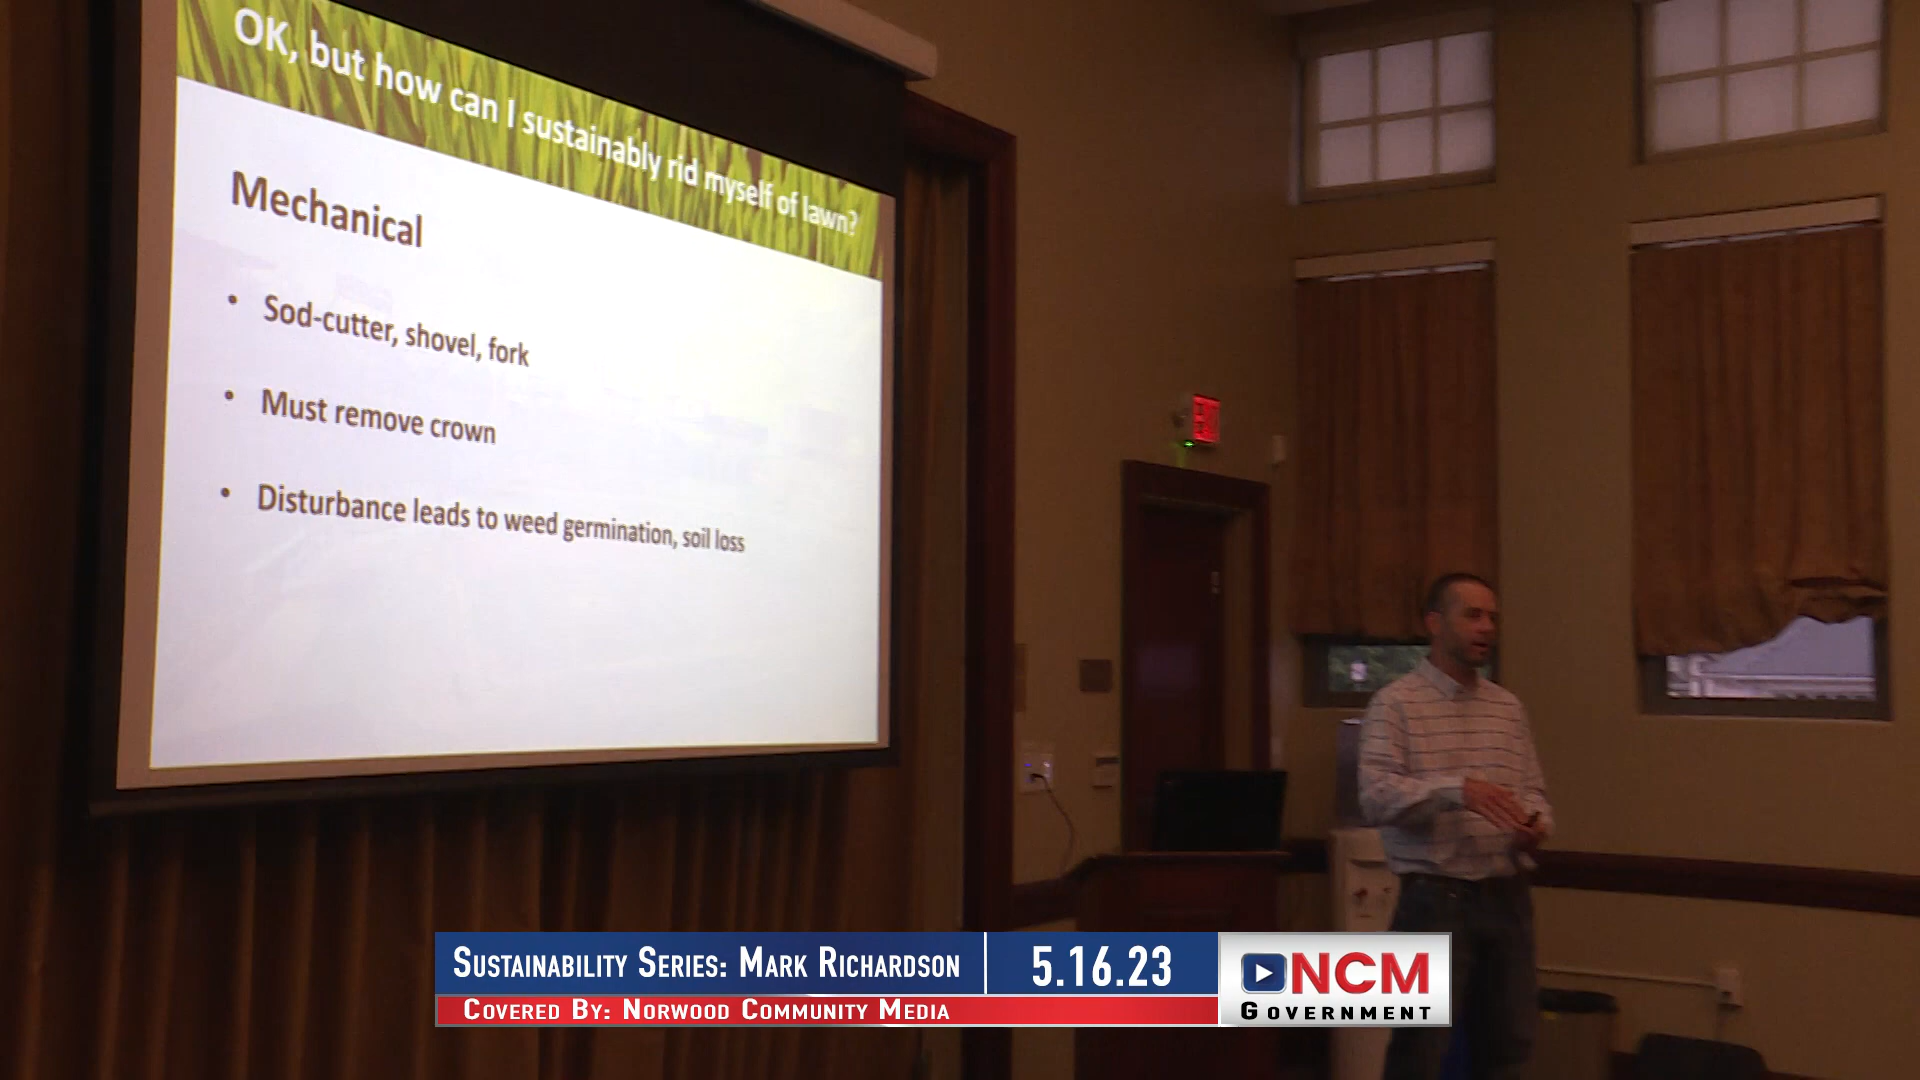 OK, but how can I sustainably rid myself of lawn?
Mechanical
• Sod-cutter, shovel, fork
• Must remove crown
• Disturbance leads to weed germination, soil loss
EXIT
SUSTAINABILITY SERIES: MARK RICHARDSON
5.16.23
NCM
GOVERNMENT
COVERED BY: NORWOOD COMMUNITY MEDIA